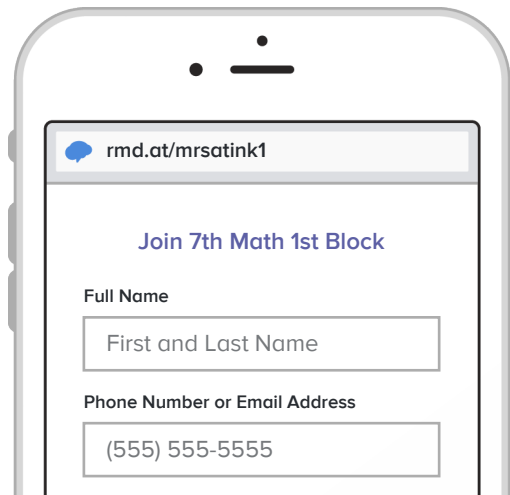 rmd.at/mrsatink1
Join 7th Math 1st Block
Full Name
First and Last Name
Phone Number or Email Address
(555) 555-5555